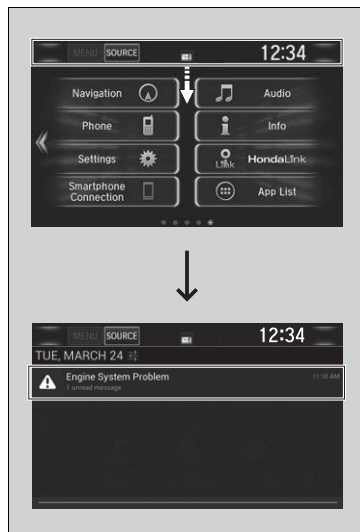 MENU SOURCE 12:34
Navigation Audio
Phone Info
Settings Link HondaLink
Smartphone
Connection App List
MENU SOURCE 12:34
TUE, MARCH 24
Engine System Problem 11:30 AM
1 unread message